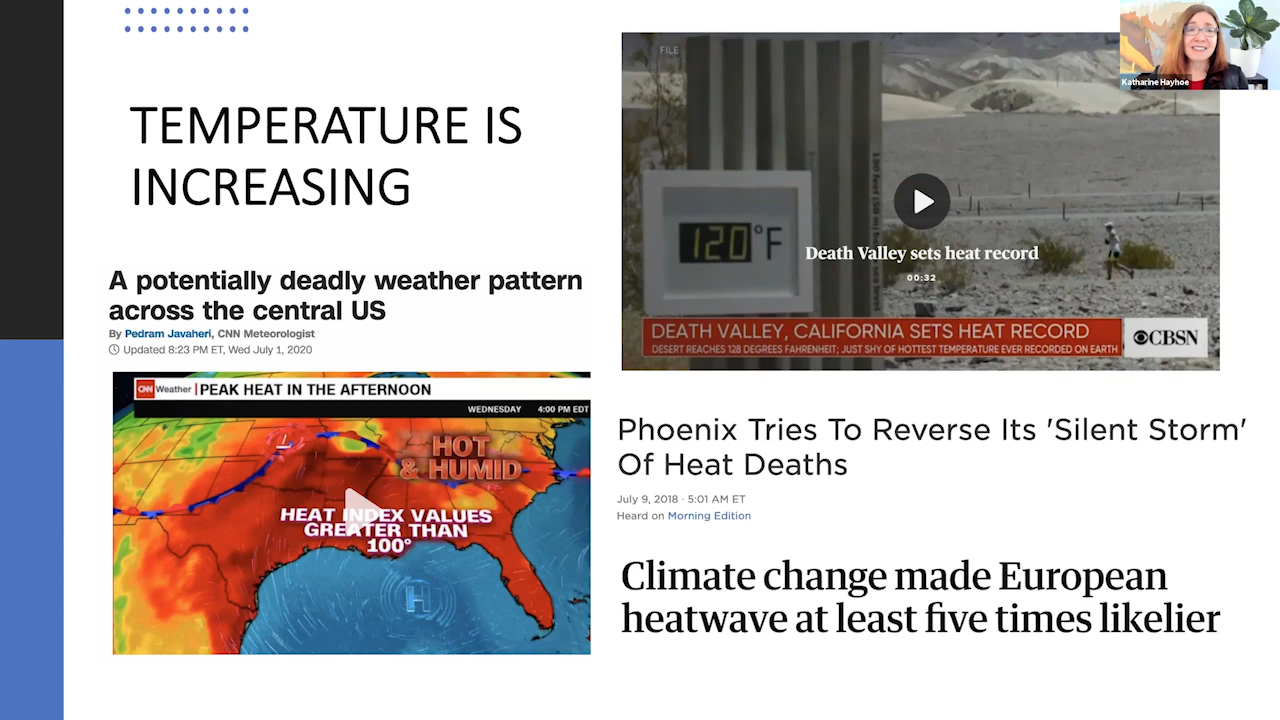 TEMPERATURE IS
INCREASING
A potentially deadly weather pattern
across the central US
By Pedram Javaheri, CNN Meteorologist
Updated 8:23 PM ET, Wed July 1, 2020
CNN Weather | PEAK HEAT IN THE AFTERNOON
WEDNESDAY 4:00 PM EDT
HOT
& HUMID
HEAT INDEX VALUES
GREATER THAN
100°
L
H
FILE
120°F
Death Valley sets heat record
00:32
DEATH VALLEY, CALIFORNIA SETS HEAT RECORD
DESERT REACHES 128 DEGREES FAHRENHEIT; JUST SHY OF HOTTEST TEMPERATURE EVER RECORDED ON EARTH
CBSN
Katharine Hayhoe
Phoenix Tries To Reverse Its 'Silent Storm'
Of Heat Deaths
July 9, 2018 · 5:01 AM ET
Heard on Morning Edition
Climate change made European
heatwave at least five times likelier